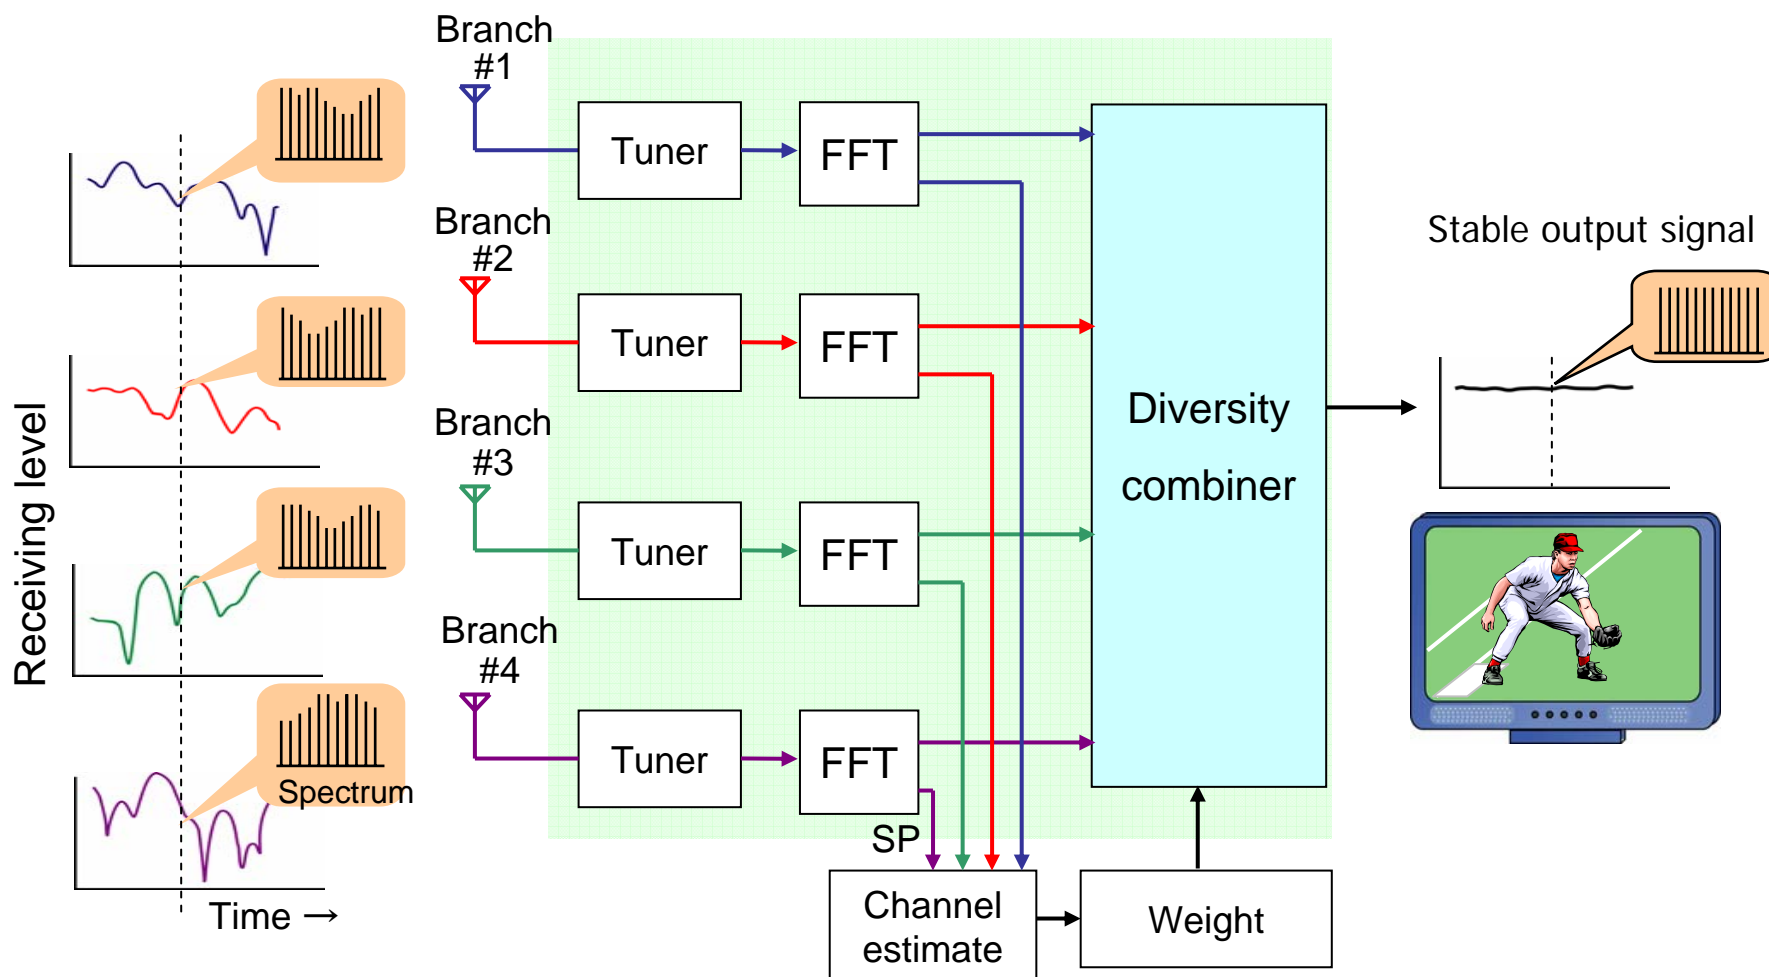 Branch
#1
Tuner
FFT
Branch
#2
Tuner
FFT
Branch
#3
Tuner
FFT
Branch
#4
Tuner
FFT
SP
Diversity
combiner
Channel
estimate
Weight
Stable output signal
Receiving level
Spectrum
Time →